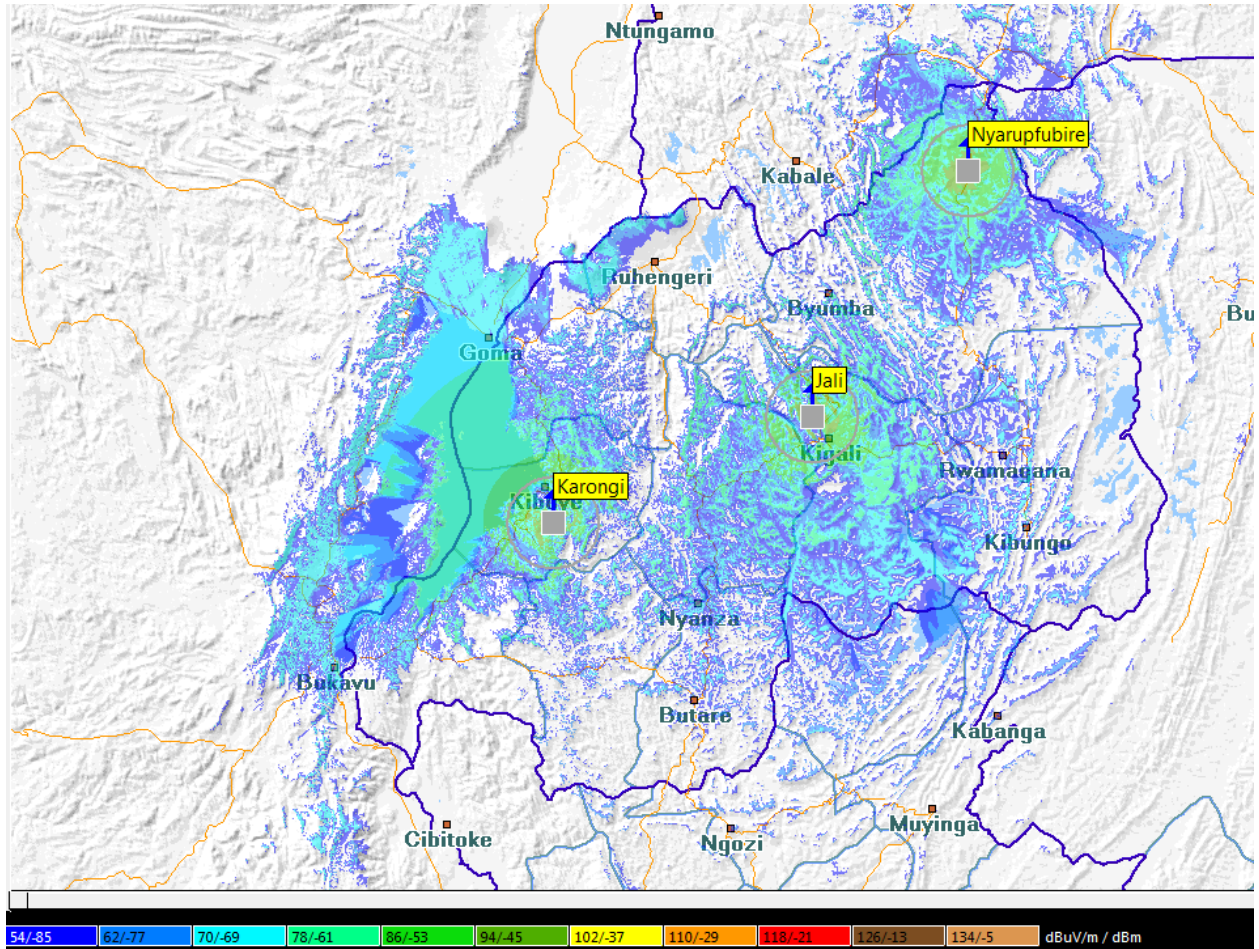 Ntungamo
Nyarupfubire
Kabale
Ruhengeri
Byumba
Bu
Goma
Jali
Kigali
Rwamagana
Karongi
Kibuye
Kibungo
Nyanza
Bukavu
Butare
Kabanga
Cibitoke
Ngozi
Muyinga
54/-85 62/-77 70/-69 78/-61 86/-53 94/-45 102/-37 110/-29 118/-21 126/-13 134/-5 dBuV/m / dBm